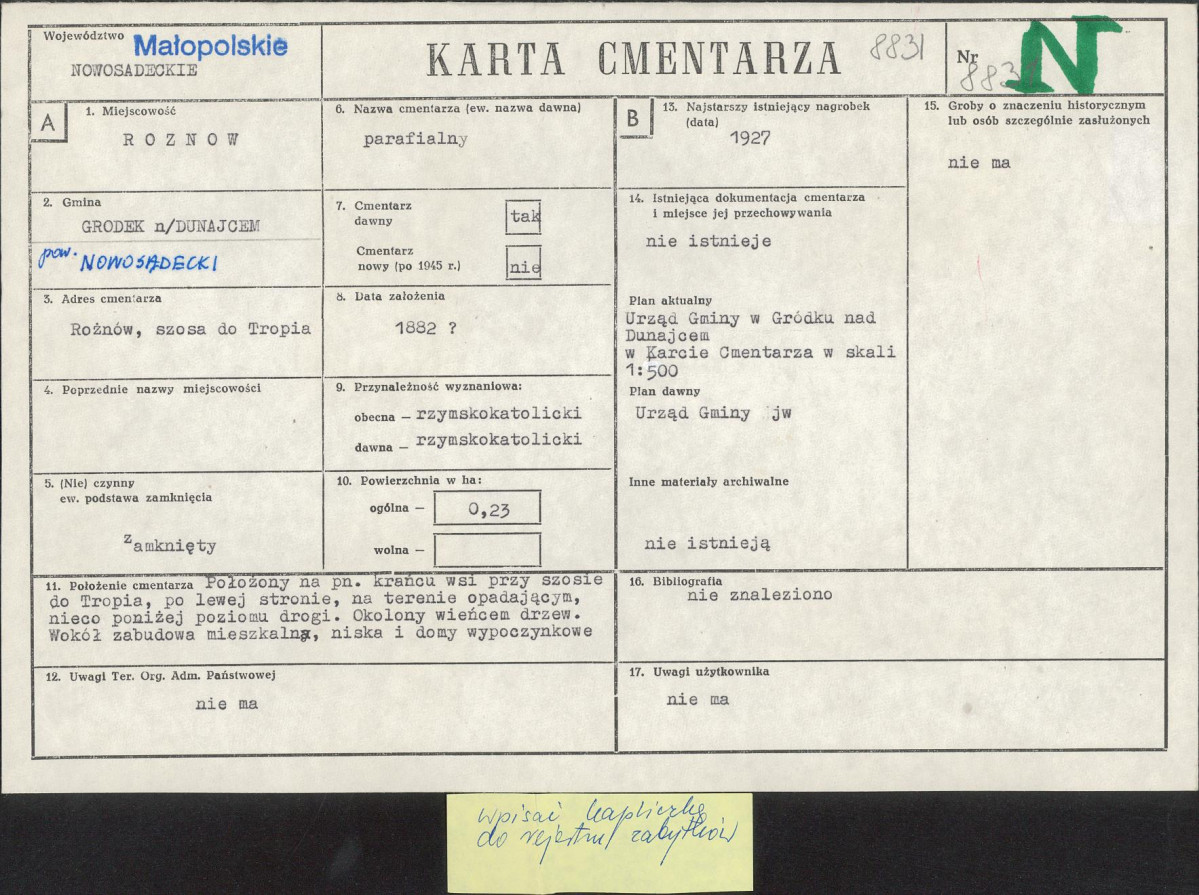 Województwo Małopolskie
NOWOSADECKIE
KARTA CMENTARZA
8831
Nr
N
A
1. Miejscowość
R O Z N O W
2. Gmina
GRODEK n/DUNAJCEM
pow. NOWOSADECKI
3. Adres cmentarza
Rożnów, szosa do Tropia
4. Poprzednie nazwy miejscowości
5. (Nie) czynny
ew. podstawa zamknięcia
zamknięty
6. Nazwa cmentarza (ew. nazwa dawna)
parafialny
7. Cmentarz
dawny
tak
Cmentarz
nowy (po 1945 r.)
nie
8. Data założenia
1882 ?
9. Przynależność wyznaniowa:
obecna — rzymskokatolicki
dawna — rzymskokatolicki
10. Powierzchnia w ha:
ogólna — 0,23
wolna —
11. Położenie cmentarza Położony na pn. krańcu wsi przy szosie
do Tropia, po lewej stronie, na terenie opadającym,
nieco poniżej poziomu drogi. Okolony wieńcem drzew.
Wokół zabudowa mieszkalna, niska i domy wypoczynkowe
12. Uwagi Ter. Org. Adm. Państwowej
nie ma
B
13. Najstarszy istniejący nagrobek
(data)
1927
14. Istniejąca dokumentacja cmentarza
i miejsce jej przechowywania
nie istnieje
Plan aktualny
Urząd Gminy w Gródku nad
Dunajcem
w Karcie Cmentarza w skali
1:500
Plan dawny
Urząd Gminy jw
Inne materiały archiwalne
nie istnieją
15. Groby o znaczeniu historycznym
lub osób szczególnie zasłużonych
nie ma
16. Bibliografia
nie znaleziono
17. Uwagi użytkownika
nie ma
wpisać kapliczkę
do rejestru zabytków